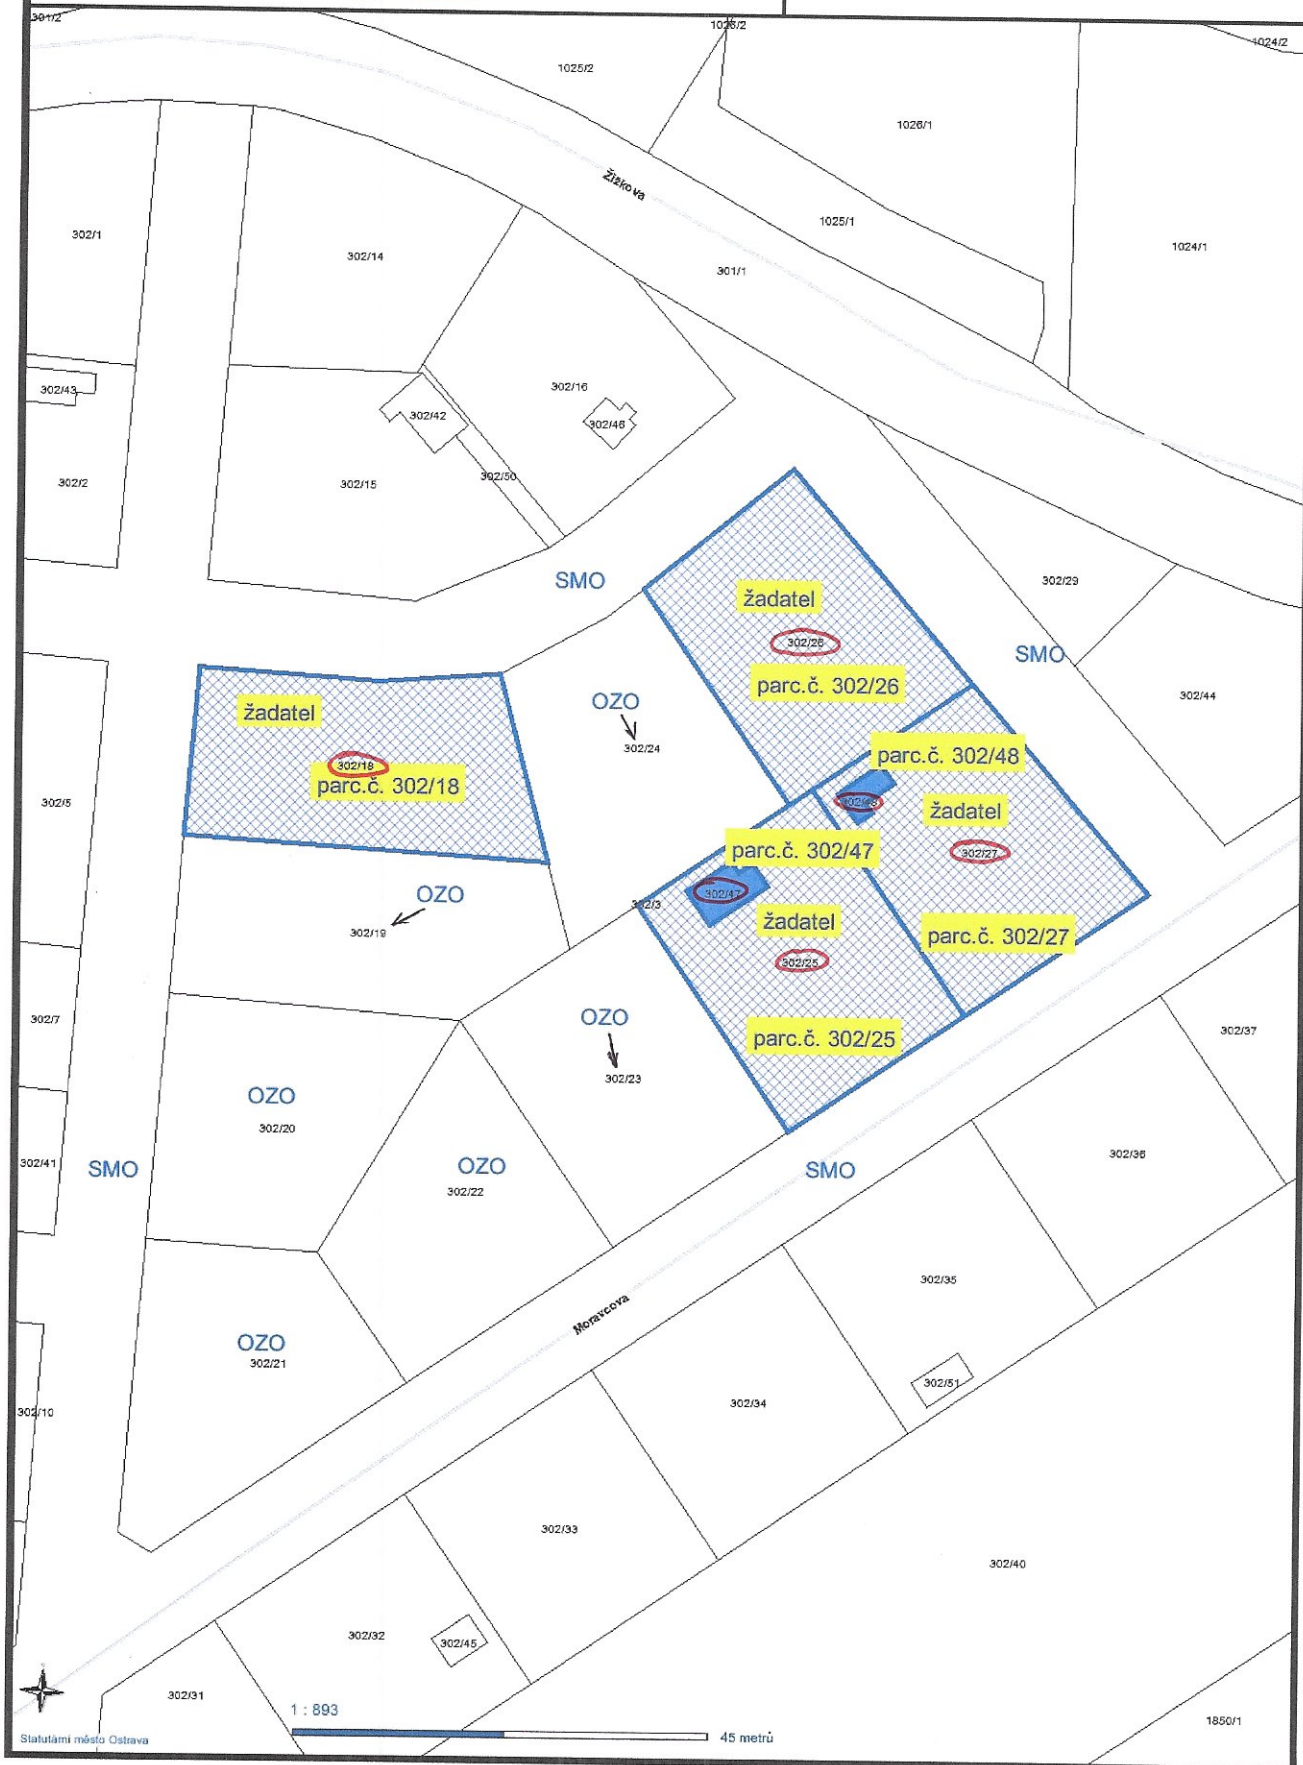 301/2
1026/2
1024/2
1025/2
1026/1
Žižkova
1025/1
302/1
302/14
301/1
1024/1
302/43
302/16
302/42
302/46
302/2
302/15
302/50
SMO
302/29
žadatel
302/26
SMO
parc.č. 302/26
302/44
OZO
žadatel
302/24
parc.č. 302/48
302/18
parc.č. 302/18
302/5
302/48
žadatel
parc.č. 302/47
302/27
OZO
302/47
302/3
žadatel
302/19
parc.č. 302/27
302/25
OZO
302/7
parc.č. 302/25
302/37
302/23
OZO
302/20
302/36
302/41
SMO
OZO
302/22
SMO
302/35
Moravcova
OZO
302/21
302/51
302/34
302/10
302/33
302/40
302/32
302/45
302/31
1 : 893
1850/1
Statutární město Ostrava
45 metrů